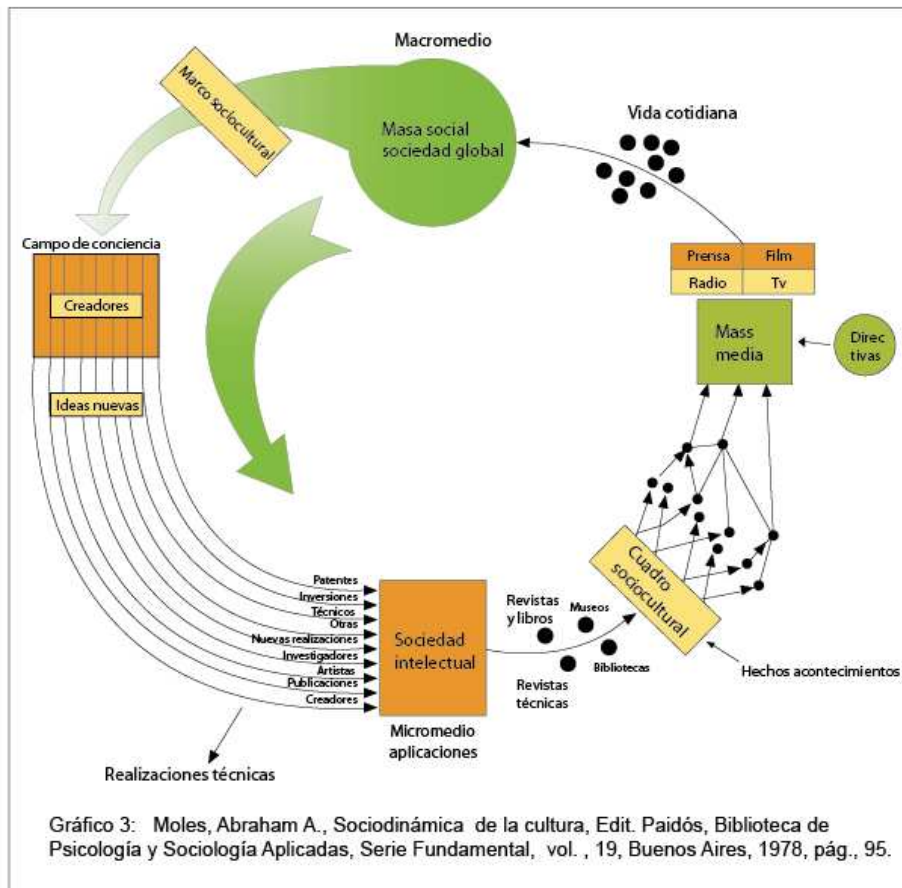 Macromedio
Marco sociocultural
Masa social
sociedad global
Vida cotidiana
Campo de conciencia
Creadores
Ideas nuevas
Prensa
Film
Radio
Tv
Mass
media
Direc
tivas
Patentes
Inversiones
Técnicos
Otras
Nuevas realizaciones
Investigadores
Artistas
Publicaciones
Creadores
Sociedad
intelectual
Micromedio
aplicaciones
Revistas
y libros
Museos
Bibliotecas
Revistas
técnicas
Cuadro
sociocultural
Hechos acontecimientos
Realizaciones técnicas
Gráfico 3: Moles, Abraham A., Sociodinámica de la cultura, Edit. Paidós, Biblioteca de
Psicología y Sociología Aplicadas, Serie Fundamental, vol. , 19, Buenos Aires, 1978, pág., 95.